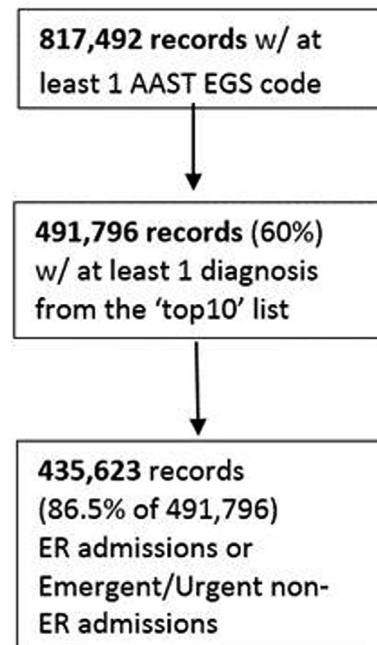 817,492 records w/ at
least 1 AAST EGS code
491,796 records (60%)
w/ at least 1 diagnosis
from the ‘top10’ list
435,623 records
(86.5% of 491,796)
ER admissions or
Emergent/Urgent non-
ER admissions